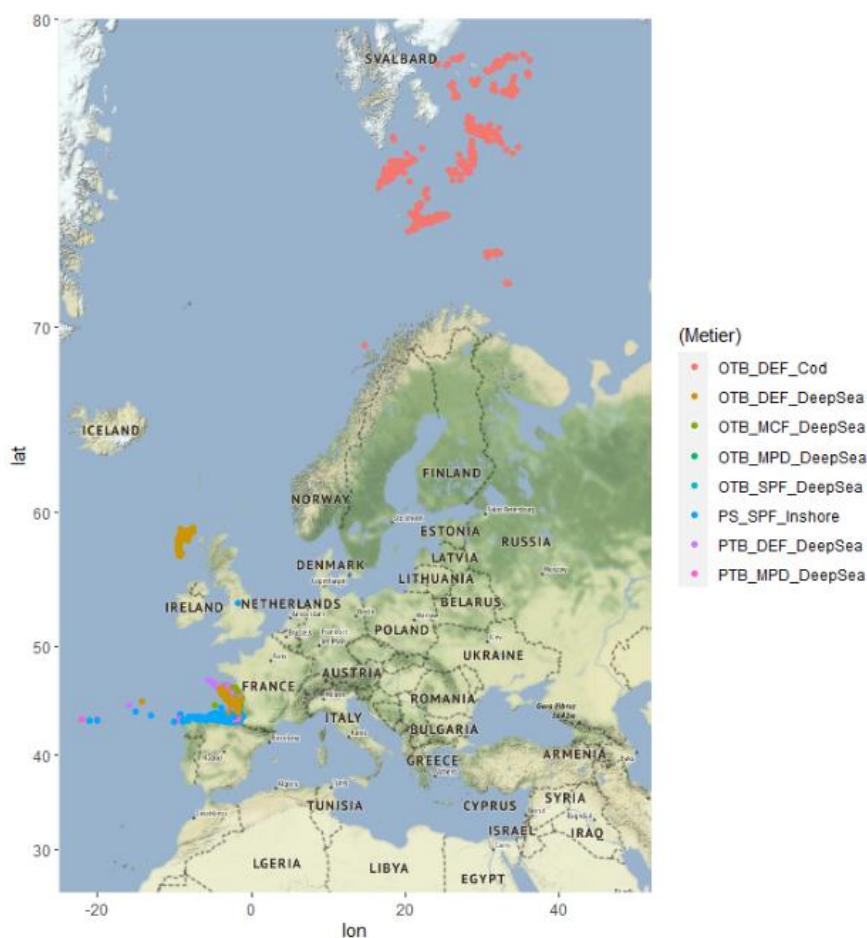 80
SVALBARD
70
(Metier)
OTB_DEF_Cod
OTB_DEF_DeepSea
OTB_MCF_DeepSea
OTB_MPD_DeepSea
OTB_SPF_DeepSea
PS_SPF_Inshore
PTB_DEF_DeepSea
PTB_MPD_DeepSea
ICELAND
lat
FINLAND
NORWAY
60
ESTONIA
RUSSIA
LATVIA
DENMARK
LITHUANIA
IRELAND
NETHERLANDS
BELARUS
POLAND
50
UKRAINE
AUSTRIA
FRANCE
ROMANIA
ITALY
BULGARIA
40
GREECE
ARMENIA
SYRIA
TUNISIA
CYPRUS
ISRAEL
IRAQ
30
LGERIA
LIBYA
EGYPT
-20
0
20
40
lon